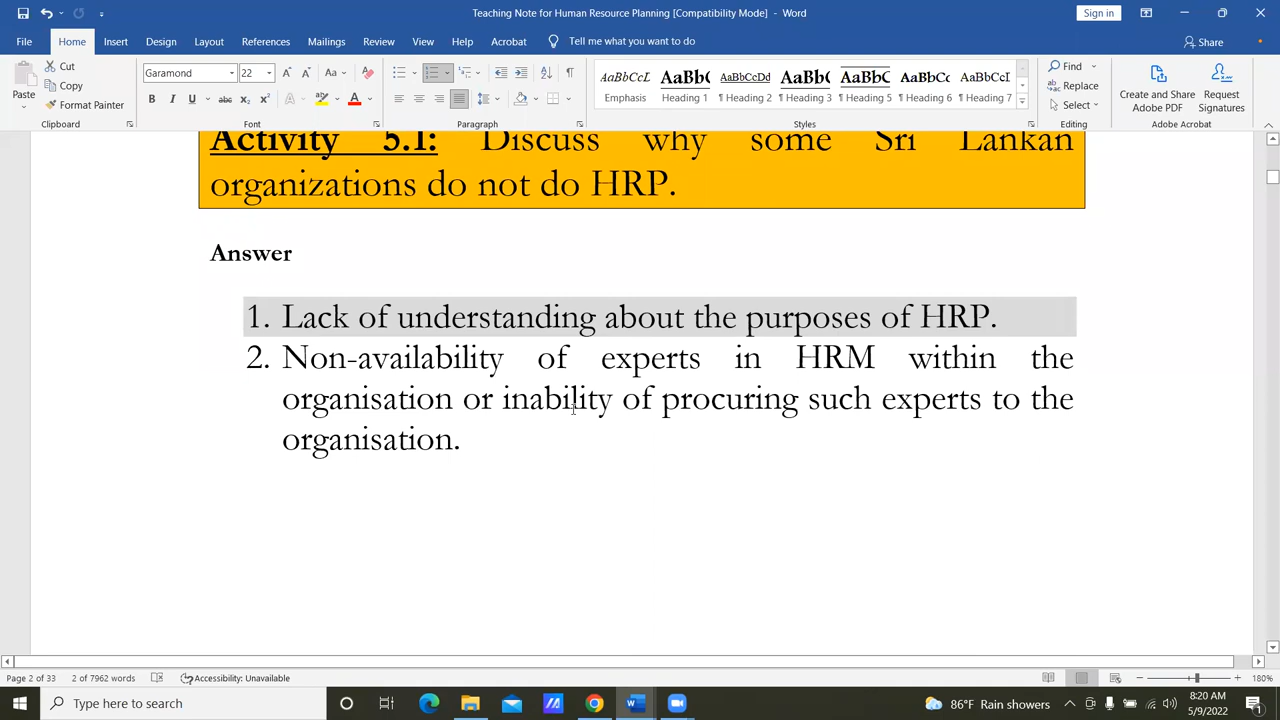 Teaching Note for Human Resource Planning [Compatibility Mode] - Word
Sign in
File Home Insert Design Layout References Mailings Review View Help Acrobat Tell me what you want to do Share
Paste
Cut
Copy
Format Painter
Clipboard
Garamond 22
Font
Paragraph
AaBbCcL AaBb( AaBbCcDd AaBb( AaBbC AaBbCc AaBbCcD
Emphasis Heading 1 ¶ Heading 2 ¶ Heading 3 ¶ Heading 5 ¶ Heading 6 ¶ Heading 7
Styles
Find
Replace
Select
Editing
Create and Share
Adobe PDF
Request
Signatures
Adobe Acrobat
Activity 5.1: Discuss why some Sri Lankan
organizations do not do HRP.
Answer
1. Lack of understanding about the purposes of HRP.
2. Non-availability of experts in HRM within the
organisation or inability of procuring such experts to the
organisation.
Page 2 of 33 2 of 7962 words Accessibility: Unavailable 180%
Type here to search
86°F Rain showers
8:20 AM
5/9/2022